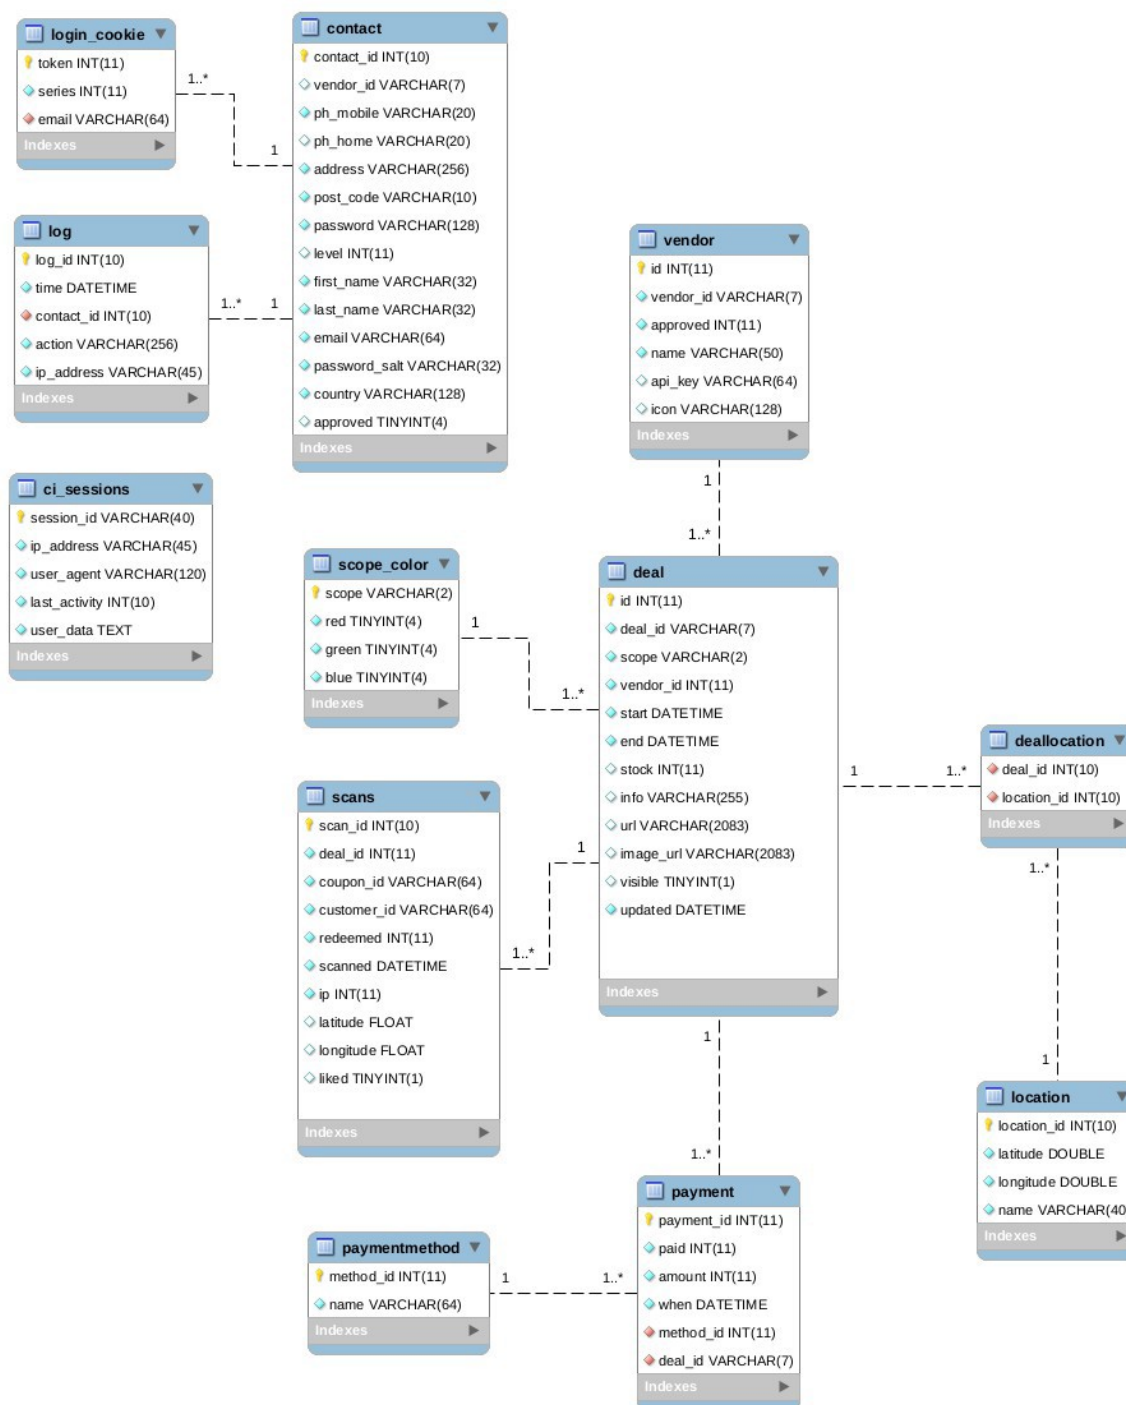 login_cookie
token INT(11)
series INT(11)
email VARCHAR(64)
Indexes
1..*
1
contact
contact_id INT(10)
vendor_id VARCHAR(7)
ph_mobile VARCHAR(20)
ph_home VARCHAR(20)
address VARCHAR(256)
post_code VARCHAR(10)
password VARCHAR(128)
level INT(11)
first_name VARCHAR(32)
last_name VARCHAR(32)
email VARCHAR(64)
password_salt VARCHAR(32)
country VARCHAR(128)
approved TINYINT(4)
Indexes
log
log_id INT(10)
time DATETIME
contact_id INT(10)
action VARCHAR(256)
ip_address VARCHAR(45)
Indexes
1..*
1
vendor
id INT(11)
vendor_id VARCHAR(7)
approved INT(11)
name VARCHAR(50)
api_key VARCHAR(64)
icon VARCHAR(128)
Indexes
1
1..*
ci_sessions
session_id VARCHAR(40)
ip_address VARCHAR(45)
user_agent VARCHAR(120)
last_activity INT(10)
user_data TEXT
Indexes
scope_color
scope VARCHAR(2)
red TINYINT(4)
green TINYINT(4)
blue TINYINT(4)
Indexes
1
1..*
deal
id INT(11)
deal_id VARCHAR(7)
scope VARCHAR(2)
vendor_id INT(11)
start DATETIME
end DATETIME
stock INT(11)
info VARCHAR(255)
url VARCHAR(2083)
image_url VARCHAR(2083)
visible TINYINT(1)
updated DATETIME
Indexes
1
1..*
deallocation
deal_id INT(10)
location_id INT(10)
Indexes
1..*
1
scans
scan_id INT(10)
deal_id INT(11)
coupon_id VARCHAR(64)
customer_id VARCHAR(64)
redeemed INT(11)
scanned DATETIME
ip INT(11)
latitude FLOAT
longitude FLOAT
liked TINYINT(1)
Indexes
1
1..*
location
location_id INT(10)
latitude DOUBLE
longitude DOUBLE
name VARCHAR(40
Indexes
1
1..*
payment
payment_id INT(11)
paid INT(11)
amount INT(11)
when DATETIME
method_id INT(11)
deal_id VARCHAR(7)
Indexes
paymentmethod
method_id INT(11)
name VARCHAR(64)
Indexes
1
1..*